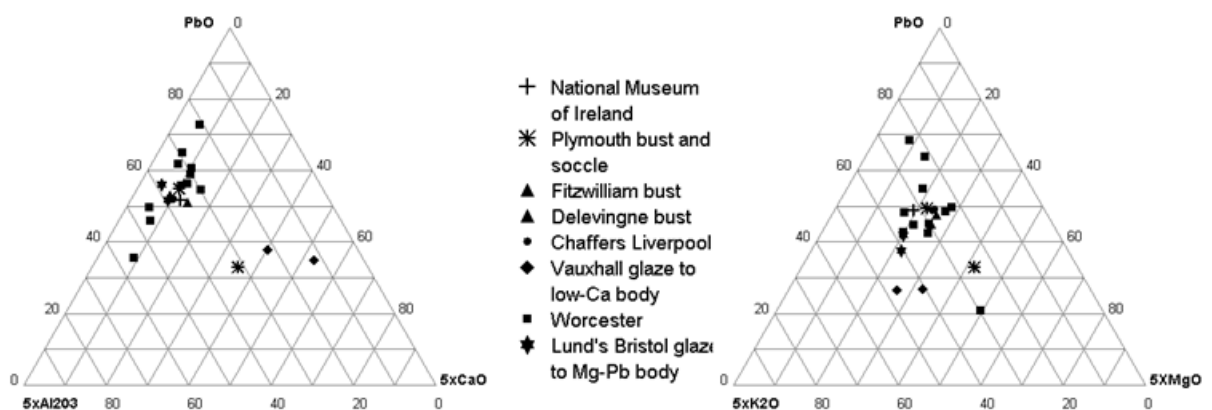 PbO 0
80 20
60 40
40 60
20 80
0 5xCaO
5xAl2O3 80 60 40 20 0
National Museum
of Ireland
Plymouth bust and
soccle
Fitzwilliam bust
Delevingne bust
Chaffers Liverpool
Vauxhall glaze to
low-Ca body
Worcester
Lund's Bristol glaze
to Mg-Pb body
PbO 0
80 20
60 40
40 60
20 80
0 5XMgO
5xK2O 80 60 40 20 0